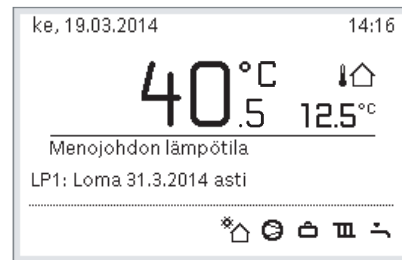 ke, 19.03.2014 14:16
40.5 °C
12.5°C
Menojohdon lämpötila
LP1: Loma 31.3.2014 asti